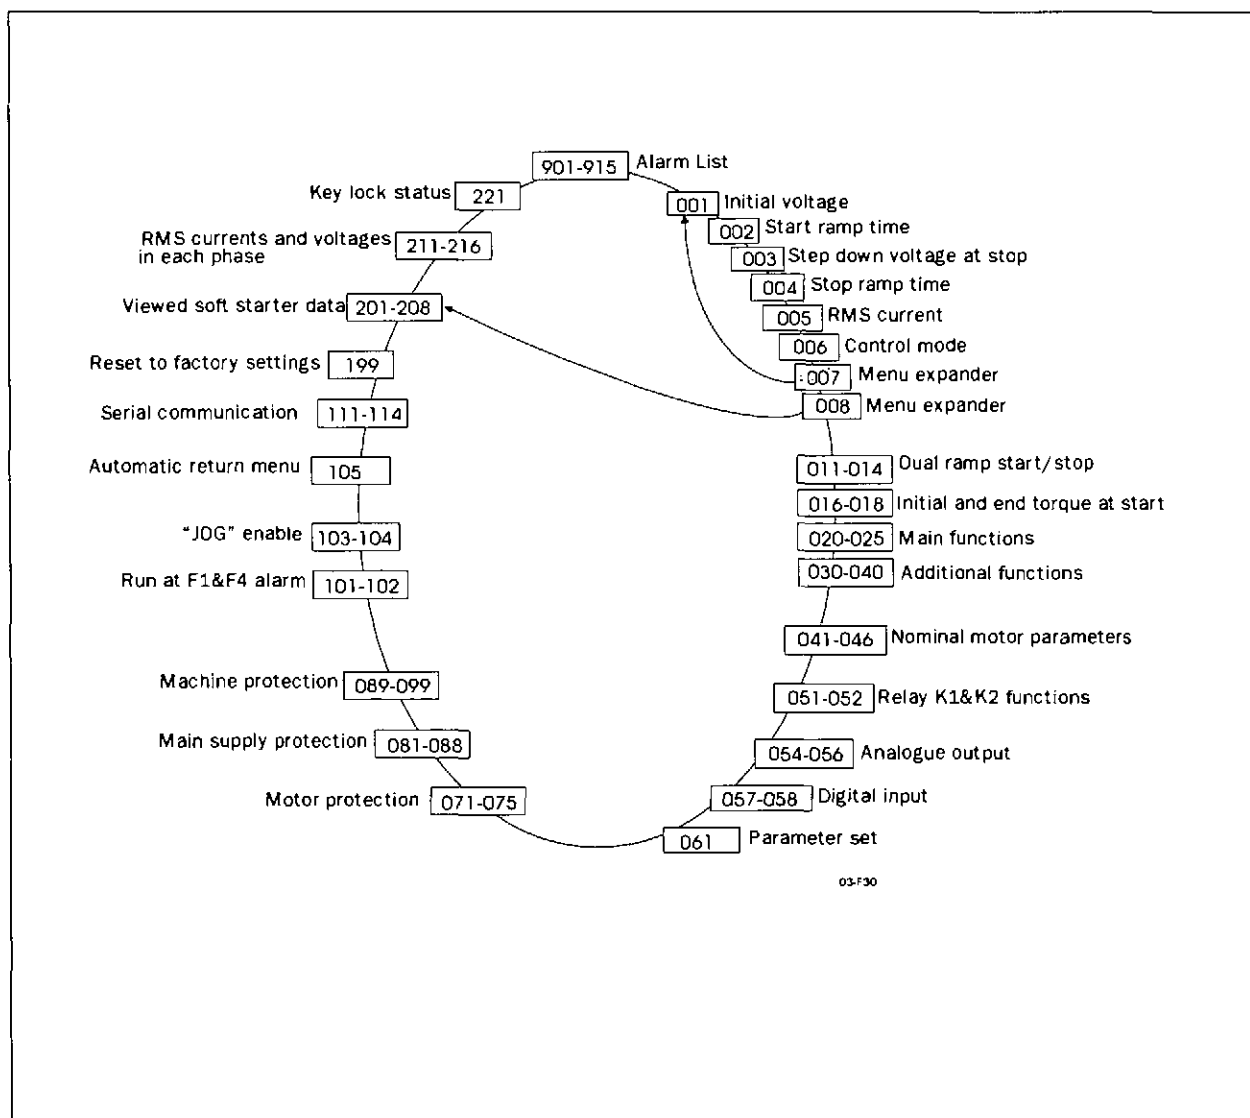 901-915 Alarm List
Key lock status 221
001 Initial voltage
002 Start ramp time
RMS currents and voltages
in each phase
211-216
003 Step down voltage at stop
004 Stop ramp time
Viewed soft starter data 201-208
005 RMS current
006 Control mode
Reset to factory settings 199
007 Menu expander
008 Menu expander
Serial communication 111-114
Automatic return menu 105
011-014 Dual ramp start/stop
016-018 Initial and end torque at start
"JOG" enable 103-104
020-025 Main functions
Run at F1&F4 alarm 101-102
030-040 Additional functions
041-046 Nominal motor parameters
Machine protection 089-099
051-052 Relay K1&K2 functions
Main supply protection 081-088
054-056 Analogue output
Motor protection 071-075
057-058 Digital input
061 Parameter set
03-F30